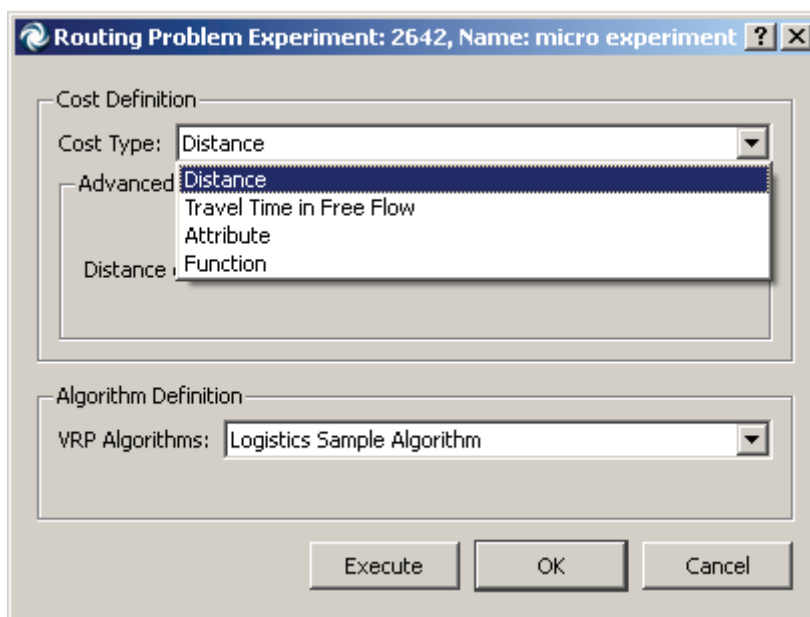 Routing Problem Experiment: 2642, Name: micro experiment
Cost Definition
Cost Type: Distance
Advanced
Distance
Travel Time in Free Flow
Attribute
Function
Distance
Algorithm Definition
VRP Algorithms: Logistics Sample Algorithm
Execute OK Cancel